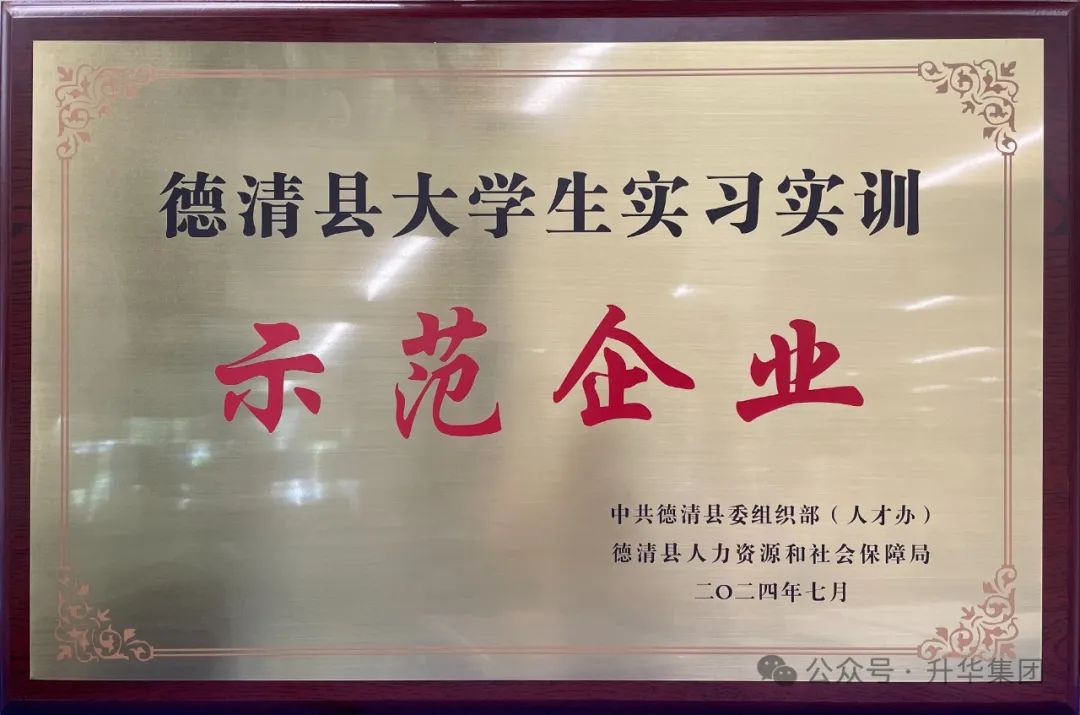 德清县大学生实习实训
示范企业
中共德清县委组织部（人才办）
德清县人力资源和社会保障局
二〇二四年七月
公众号·升华集团